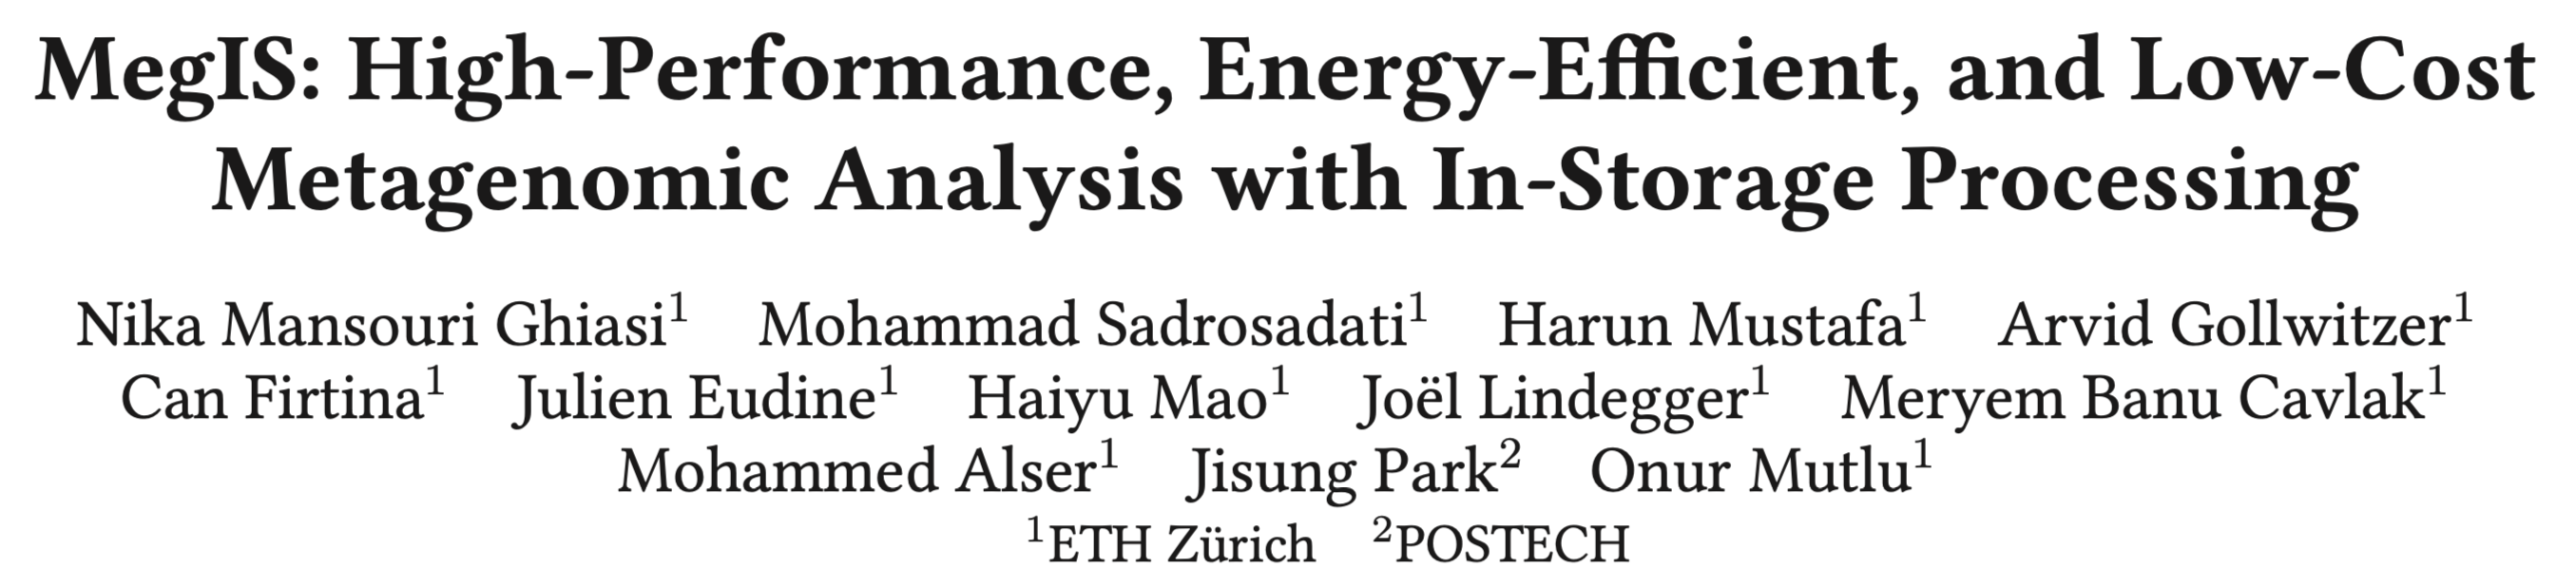 MegIS: High-Performance, Energy-Efficient, and Low-Cost
Metagenomic Analysis with In-Storage Processing
Nika Mansouri Ghiasi¹ Mohammad Sadrosadati¹ Harun Mustafa¹ Arvid Gollwitzer¹
Can Firtina¹ Julien Eudine¹ Haiyu Mao¹ Joël Lindegger¹ Meryem Banu Cavlak¹
Mohammed Alser¹ Jisung Park² Onur Mutlu¹
¹ETH Zürich ²POSTECH